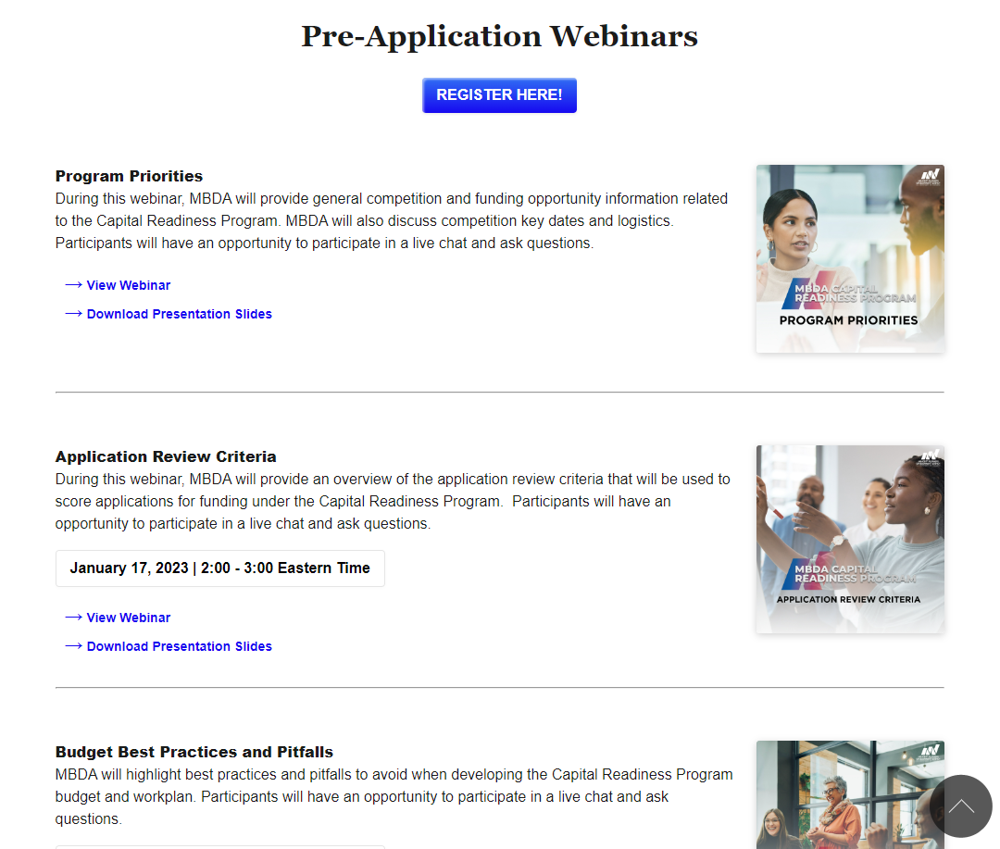 Pre-Application Webinars
REGISTER HERE!
Program Priorities
During this webinar, MBDA will provide general competition and funding opportunity information related
to the Capital Readiness Program. MBDA will also discuss competition key dates and logistics.
Participants will have an opportunity to participate in a live chat and ask questions.
→ View Webinar
→ Download Presentation Slides
MBDA CAPITAL
READINESS PROGRAM
PROGRAM PRIORITIES
Application Review Criteria
During this webinar, MBDA will provide an overview of the application review criteria that will be used to
score applications for funding under the Capital Readiness Program.  Participants will have an
opportunity to participate in a live chat and ask questions.
January 17, 2023 | 2:00 - 3:00 Eastern Time
→ View Webinar
→ Download Presentation Slides
MBDA CAPITAL
READINESS PROGRAM
APPLICATION REVIEW CRITERIA
Budget Best Practices and Pitfalls
MBDA will highlight best practices and pitfalls to avoid when developing the Capital Readiness Program
budget and workplan. Participants will have an opportunity to participate in a live chat and ask
questions.